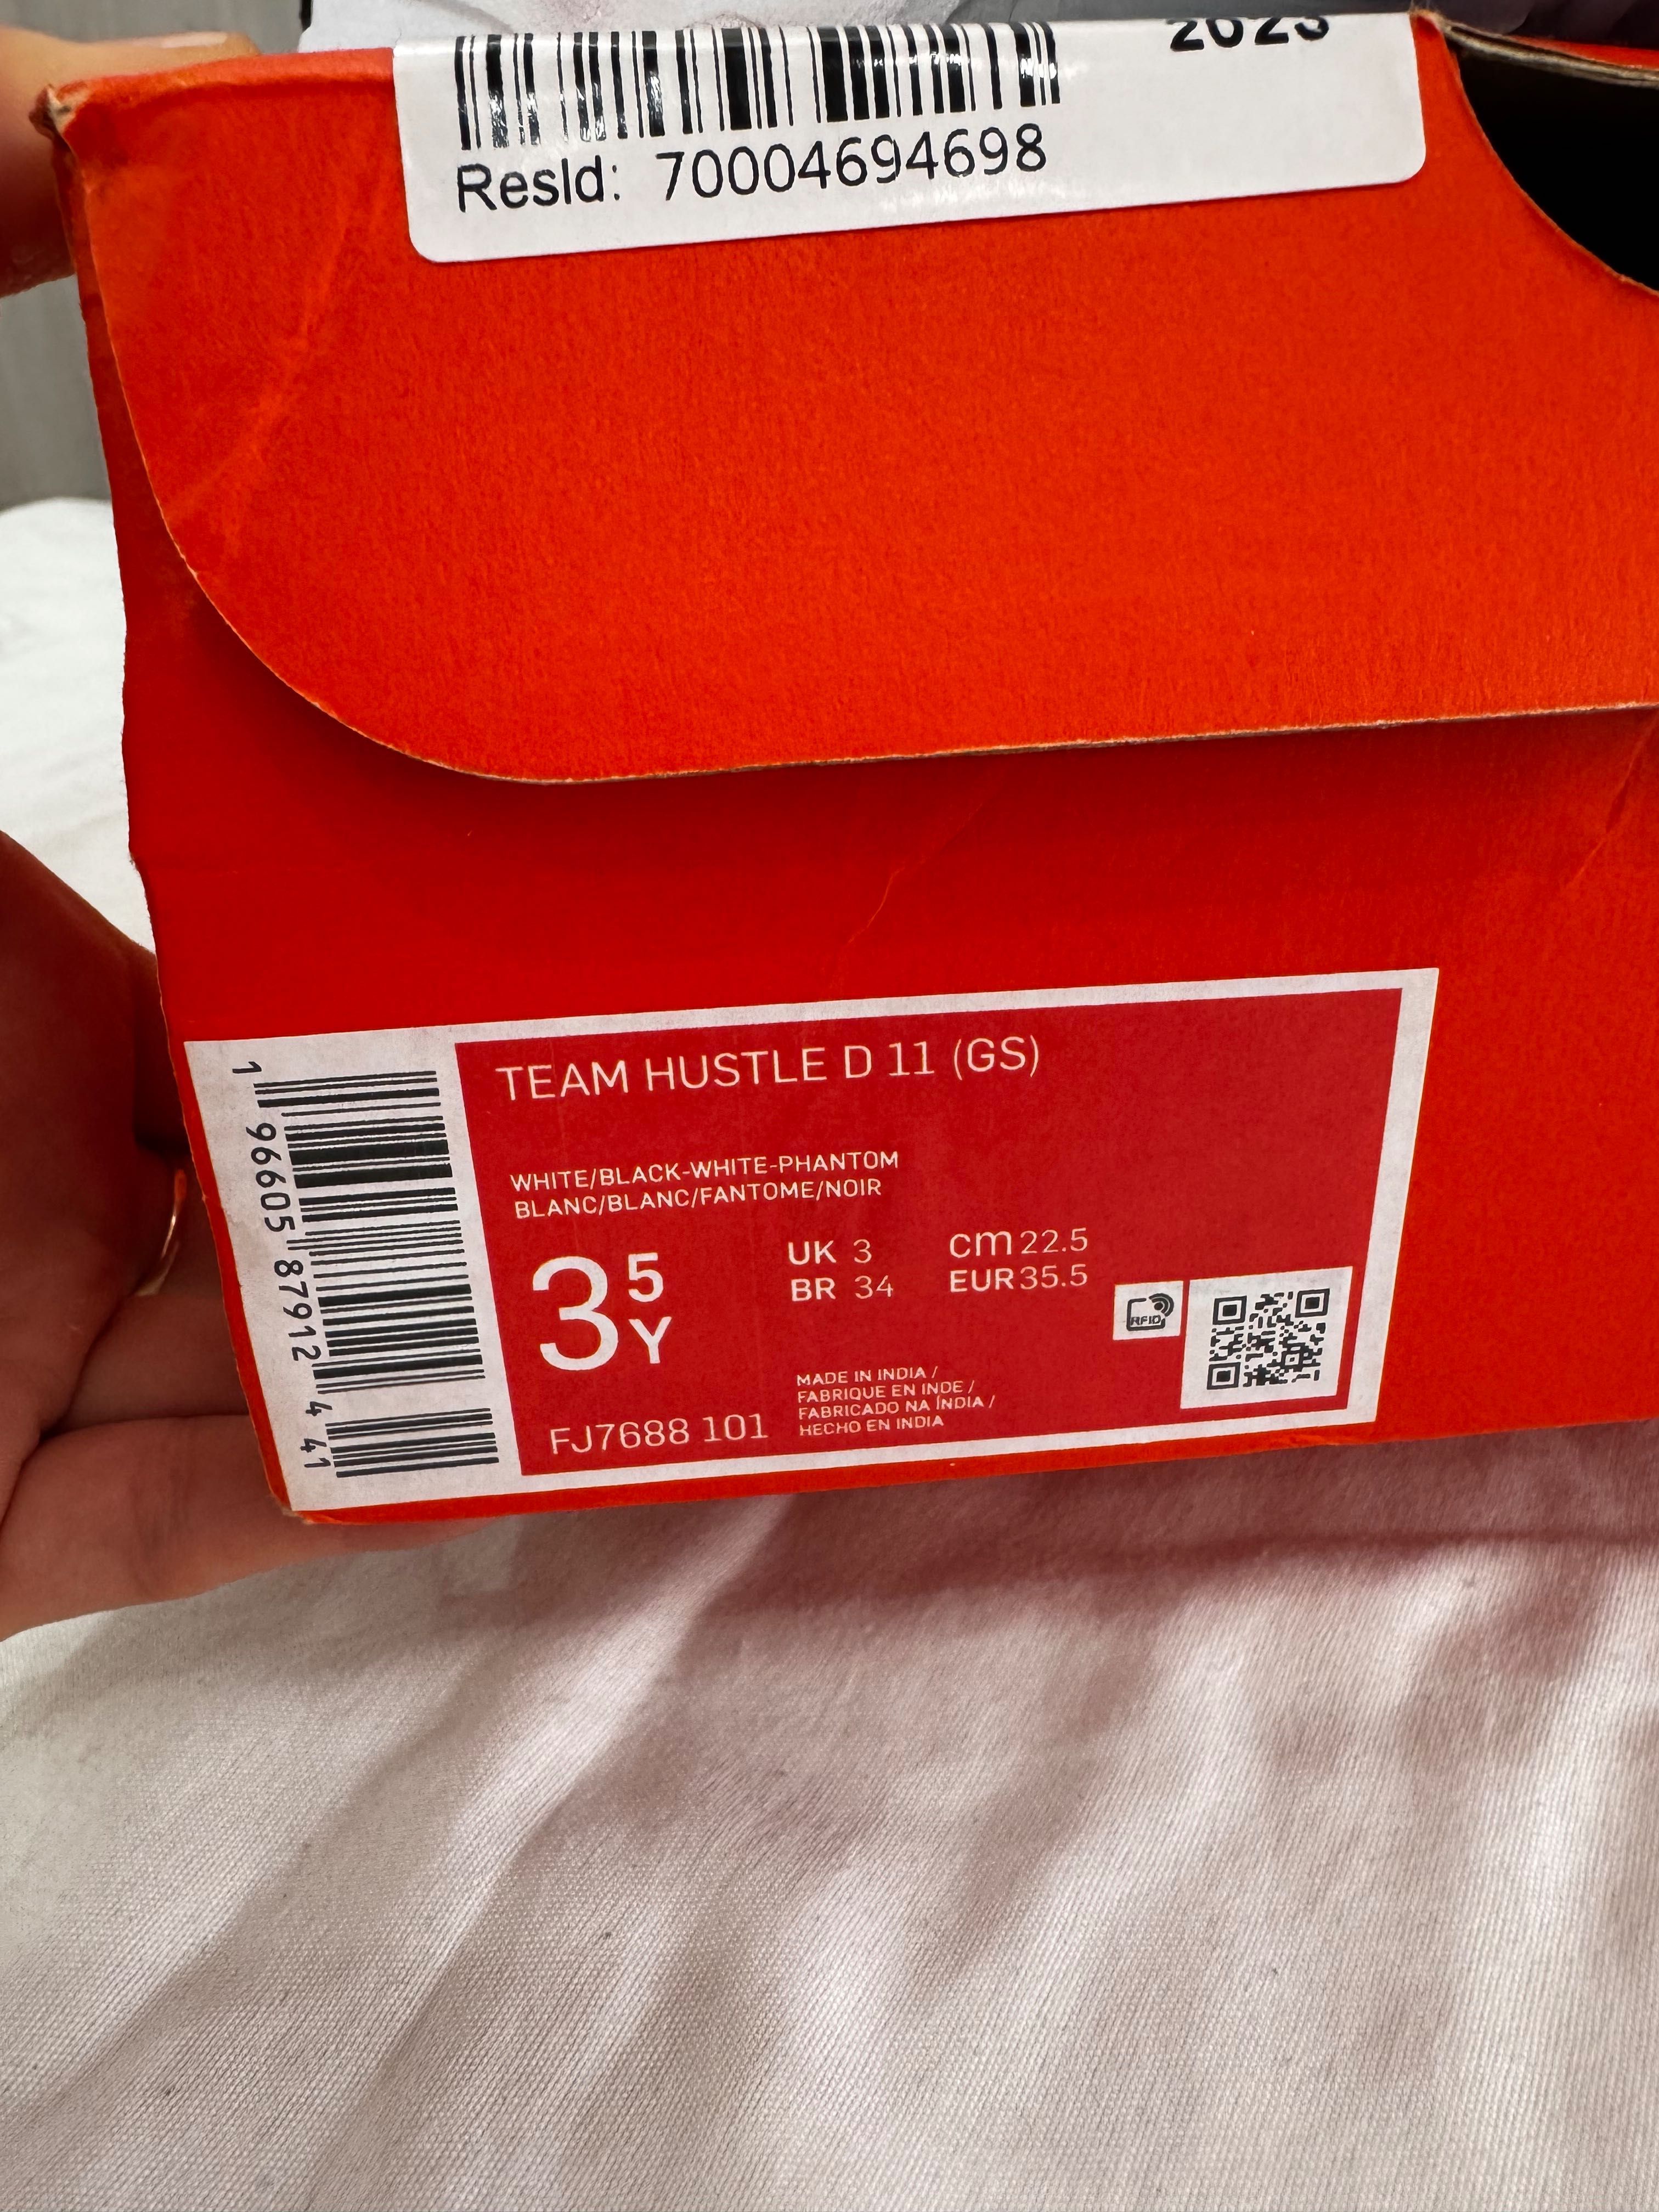 2023
ResId: 70004694698
TEAM HUSTLE D 11 (GS)
WHITE/BLACK-WHITE-PHANTOM
BLANC/BLANC/FANTOME/NOIR
3 5 Y
UK 3
BR 34
cm 22.5
EUR 35.5
RFID
FJ7688 101
MADE IN INDIA /
FABRIQUE EN INDE /
FABRICADO NA ÍNDIA /
HECHO EN INDIA
1 96605 87912 4 41